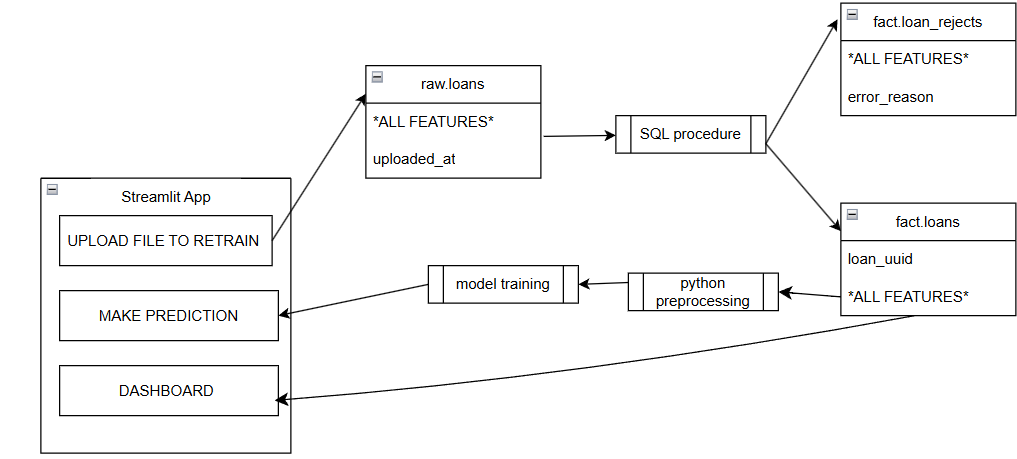 fact.loan_rejects
*ALL FEATURES*
error_reason
raw.loans
*ALL FEATURES*
uploaded_at
SQL procedure
Streamlit App
UPLOAD FILE TO RETRAIN
MAKE PREDICTION
DASHBOARD
model training
python
preprocessing
fact.loans
loan_uuid
*ALL FEATURES*